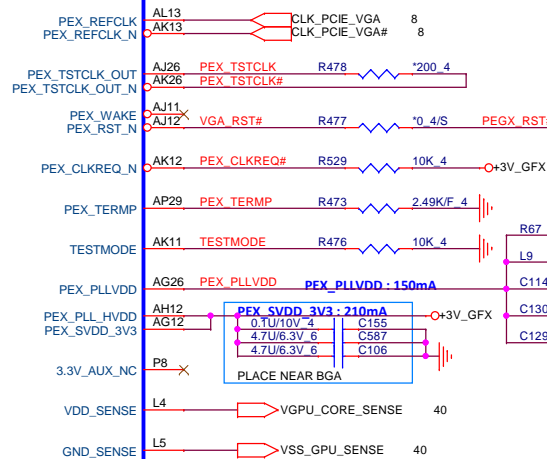 PEX_REFCLK AL13 CLK_PCIE_VGA 8
PEX_REFCLK_N AK13 CLK_PCIE_VGA# 8
PEX_TSTCLK_OUT AJ26 PEX_TSTCLK R478 *200_4
PEX_TSTCLK_OUT_N AK26 PEX_TSTCLK#
PEX_WAKE AJ11
PEX_RST_N AJ12 VGA_RST# R477 *0_4/S PEGX_RST#
PEX_CLKREQ_N AK12 PEX_CLKREQ# R529 10K_4 +3V_GFX
PEX_TERMP AP29 PEX_TERMP R473 2.49K/F_4
TESTMODE AK11 TESTMODE R476 10K_4
R67
L9
PEX_PLLVDD AG26 PEX_PLLVDD PEX_PLLVDD : 150mA C114
PEX_PLL_HVDD AH12 PEX_SVDD_3V3 : 210mA +3V_GFX C130
PEX_SVDD_3V3 AG12 0.1U/10V_4 C155
4.7U/6.3V_6 C587 C129
4.7U/6.3V_6 C106
3.3V_AUX_NC P8 PLACE NEAR BGA
VDD_SENSE L4 VGPU_CORE_SENSE 40
GND_SENSE L5 VSS_GPU_SENSE 40